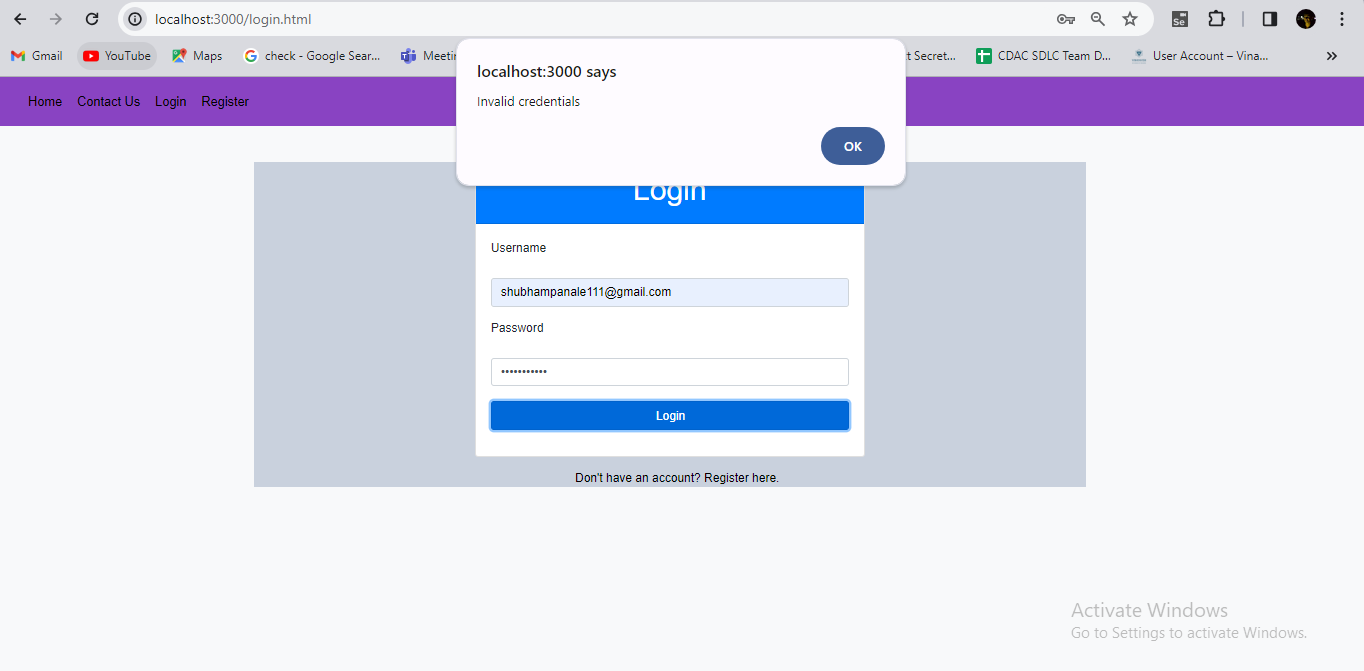 localhost:3000/login.html
Gmail YouTube Maps check - Google Sear... Meetin t Secret... CDAC SDLC Team D... User Account – Vina... »
localhost:3000 says
Invalid credentials
OK
Home Contact Us Login Register
Login
Username
shubhampanale111@gmail.com
Password
•••••••••••
Login
Don't have an account? Register here.
Activate Windows
Go to Settings to activate Windows.